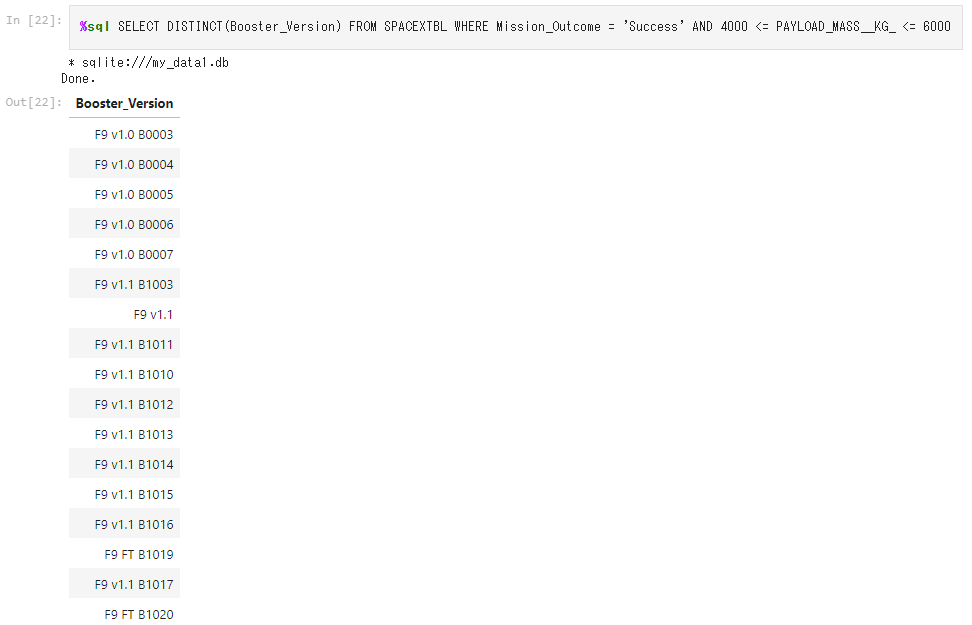 In [22]: %sql SELECT DISTINCT(Booster_Version) FROM SPACEXTBL WHERE Mission_Outcome = 'Success' AND 4000 <= PAYLOAD_MASS__KG_ <= 6000
* sqlite:///my_data1.db
Done.
Out[22]: Booster_Version
F9 v1.0 B0003
F9 v1.0 B0004
F9 v1.0 B0005
F9 v1.0 B0006
F9 v1.0 B0007
F9 v1.1 B1003
F9 v1.1
F9 v1.1 B1011
F9 v1.1 B1010
F9 v1.1 B1012
F9 v1.1 B1013
F9 v1.1 B1014
F9 v1.1 B1015
F9 v1.1 B1016
F9 FT B1019
F9 v1.1 B1017
F9 FT B1020